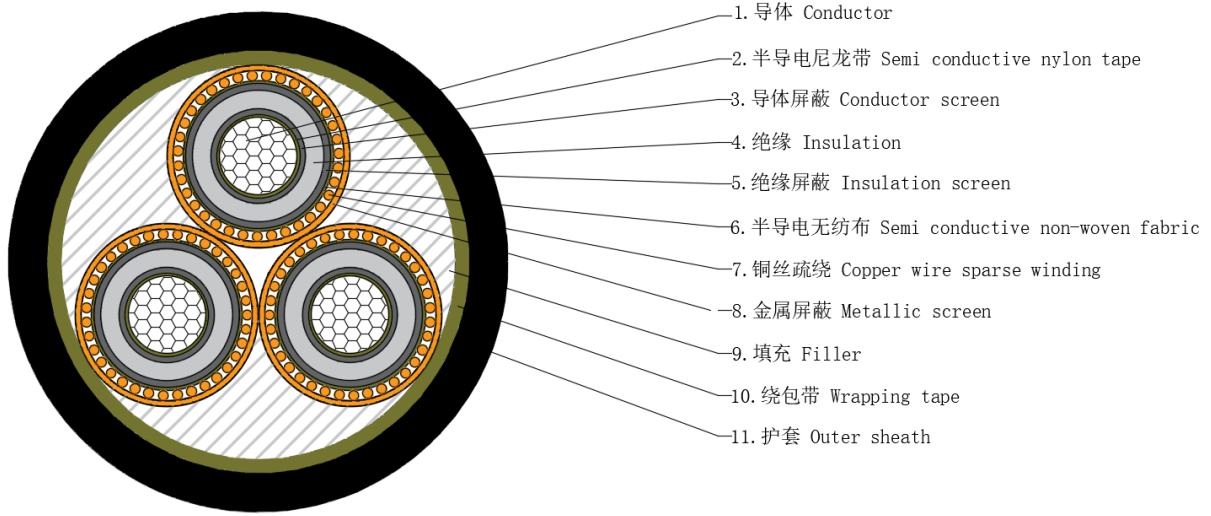 1.导体 Conductor
2.半导电尼龙带 Semi conductive nylon tape
3.导体屏蔽 Conductor screen
4.绝缘 Insulation
5.绝缘屏蔽 Insulation screen
6.半导电无纺布 Semi conductive non-woven fabric
7.铜丝疏绕 Copper wire sparse winding
8.金属屏蔽 Metallic screen
9.填充 Filler
10.绕包带 Wrapping tape
11.护套 Outer sheath